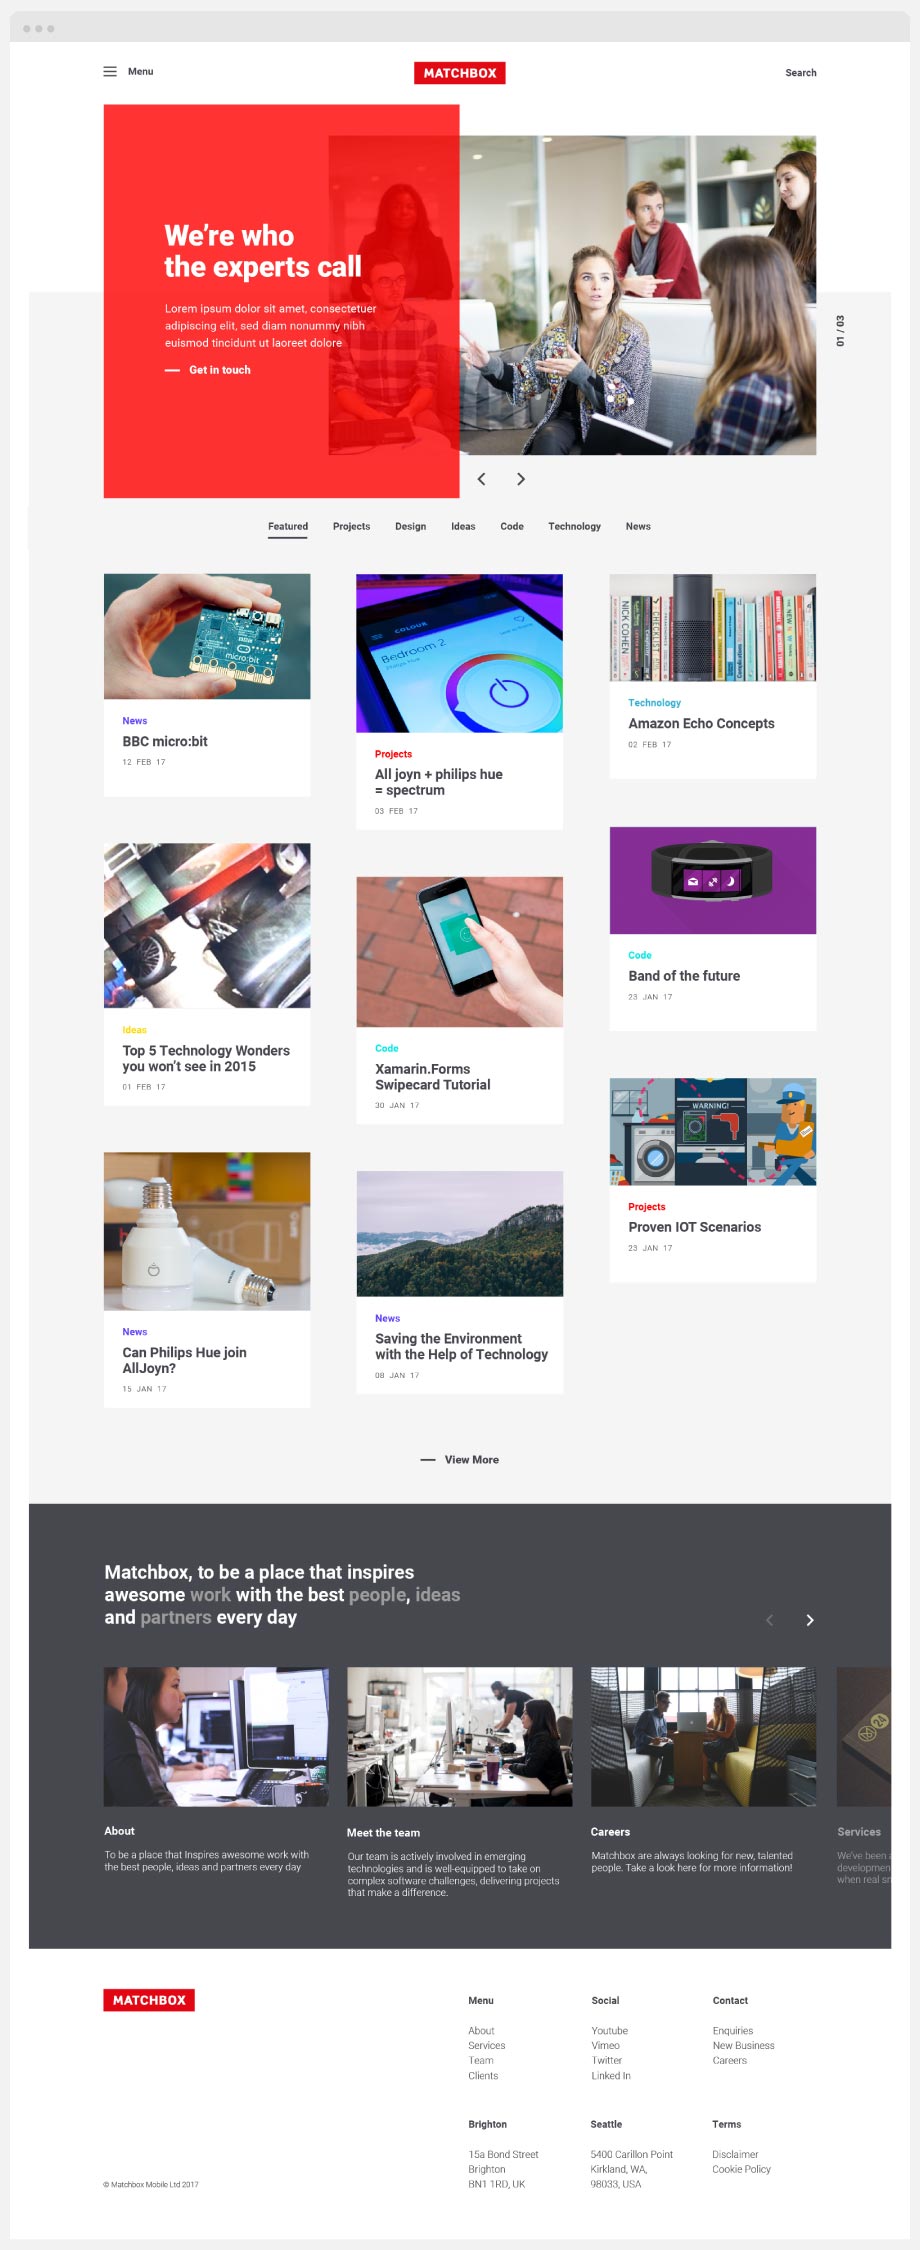 Menu
MATCHBOX
Search
We're who
the experts call
Lorem ipsum dolor sit amet, consectetuer
adipiscing elit, sed diam nonummy nibh
euismod tincidunt ut laoreet dolore
Get in touch
01 / 03
Featured Projects Design Ideas Code Technology News
micro:bit
News
BBC micro:bit
12 FEB 17
COLOUR
Bedroom 2
Projects
All joyn + philips hue
= spectrum
03 FEB 17
NICK COHEN
CHECKLIST
Technology
Amazon Echo Concepts
02 FEB 17
Ideas
Top 5 Technology Wonders
you won't see in 2015
01 FEB 17
Code
Xamarin.Forms
Swipecard Tutorial
30 JAN 17
Code
Band of the future
23 JAN 17
WARNING!
Projects
Proven IOT Scenarios
23 JAN 17
News
Can Philips Hue join
AllJoyn?
15 JAN 17
News
Saving the Environment
with the Help of Technology
08 JAN 17
View More
Matchbox, to be a place that inspires
awesome work with the best people, ideas
and partners every day
About
To be a place that Inspires awesome work with
the best people, ideas and partners every day
Meet the team
Our team is actively involved in emerging
technologies and is well-equipped to take on
complex software challenges, delivering projects
that make a difference.
Careers
Matchbox are always looking for new, talented
people. Take a look here for more information!
Services
We've been
developmen
when real
MATCHBOX
© Matchbox Mobile Ltd 2017
Menu
About
Services
Team
Clients
Social
Youtube
Vimeo
Twitter
Linked In
Contact
Enquiries
New Business
Careers
Brighton
15a Bond Street
Brighton
BN1 1RD, UK
Seattle
5400 Carillon Point
Kirkland, WA,
98033, USA
Terms
Disclaimer
Cookie Policy